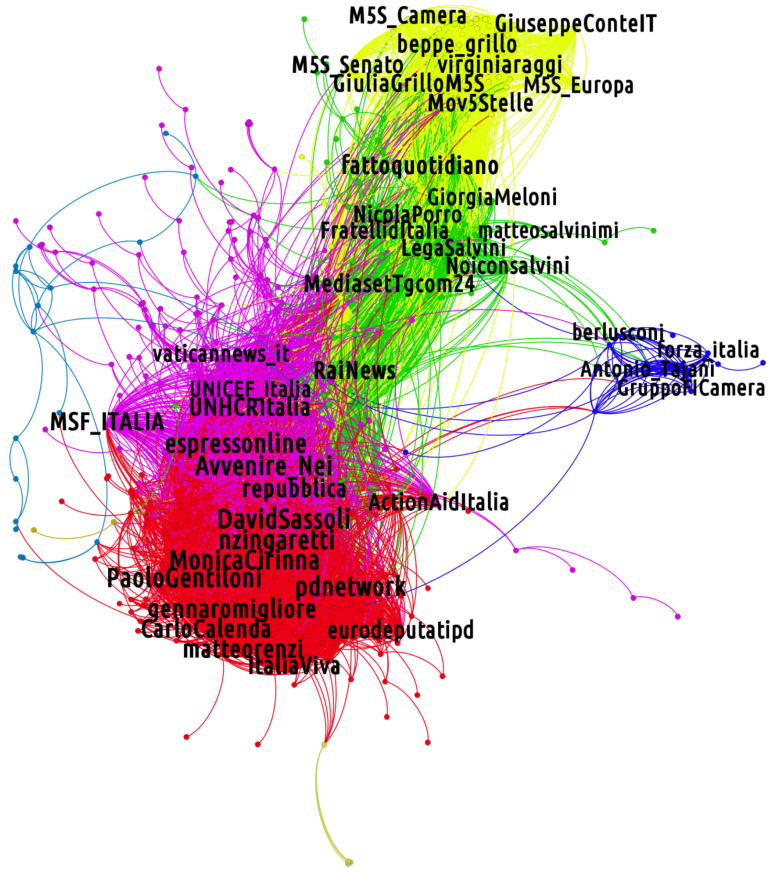 M5S_Camera
GiuseppeConteIT
beppe_grillo
M5S_Senato
virginiaraggi
GiuliaGrilloM5S
M5S_Europa
Mov5Stelle
fattoquotidiano
GiorgiaMeloni
NicolaPorro
FratellidItalia
matteosalvinimi
LegaSalvini
Noiconsalvini
MediasetTgcom24
berlusconi
forza_italia
vaticannews_it
RaiNews
Antonio_Tajani
UNICEF_Italia
GruppoFICamera
UNHCRItalia
MSF_ITALIA
espressonline
Avvenire_Nei
repubblica
ActionAidItalia
DavidSassoli
nzingaretti
MonicaCirinna
PaoloGentiloni
pdnetwork
gennaromigliore
CarloCalenda
eurodeputatipd
matteorenzi
ItaliaViva